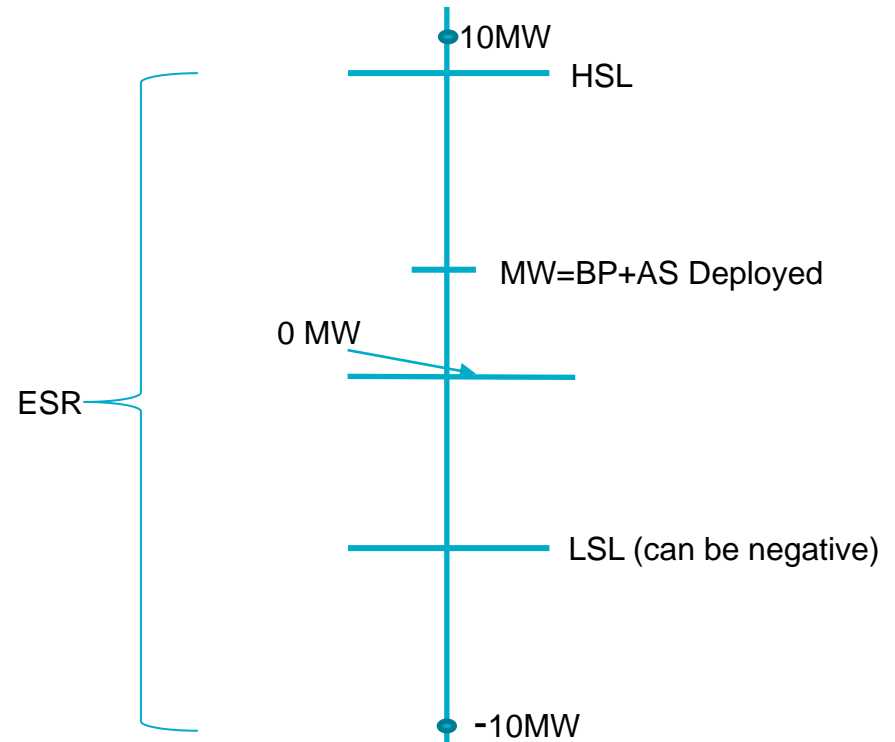 10MW
HSL
MW=BP+AS Deployed
0 MW
ESR
LSL (can be negative)
-10MW